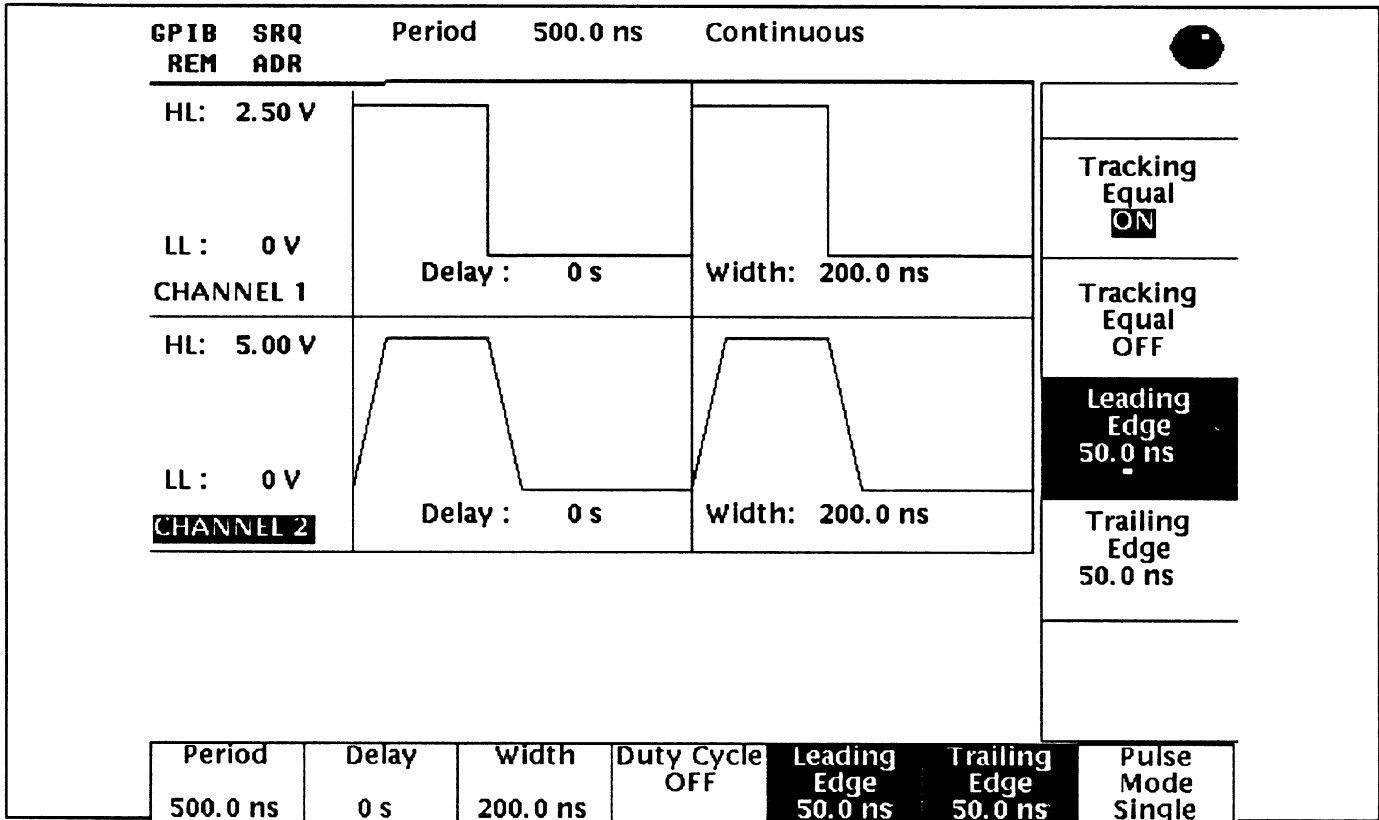 GPIB SRQ Period 500.0 ns Continuous
REM ADR
HL: 2.50 V
LL : 0 V
Delay : 0 s Width: 200.0 ns
CHANNEL 1
HL: 5.00 V
LL : 0 V
Delay : 0 s Width: 200.0 ns
CHANNEL 2
Tracking
Equal
ON
Tracking
Equal
OFF
Leading
Edge
50.0 ns
Trailing
Edge
50.0 ns
Period
500.0 ns
Delay
0 s
Width
200.0 ns
Duty Cycle
OFF
Leading
Edge
50.0 ns
Trailing
Edge
50.0 ns
Pulse
Mode
Single